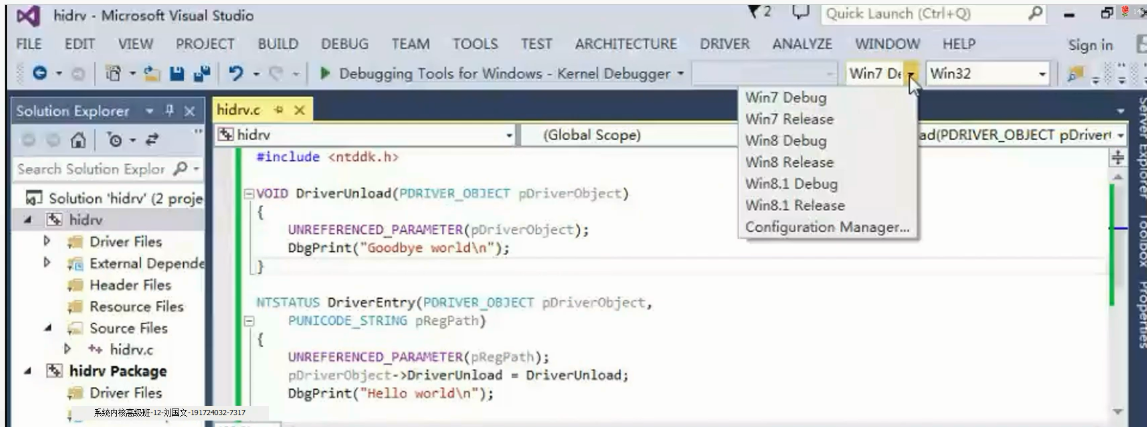 hidrv - Microsoft Visual Studio
2
Quick Launch (Ctrl+Q)
FILE EDIT VIEW PROJECT BUILD DEBUG TEAM TOOLS TEST ARCHITECTURE DRIVER ANALYZE WINDOW HELP Sign in
Debugging Tools for Windows - Kernel Debugger
Win7 De
Win32
Win7 Debug
Win7 Release
Win8 Debug
Win8 Release
Win8.1 Debug
Win8.1 Release
Configuration Manager...
Solution Explorer
Search Solution Explor
Solution 'hidrv' (2 proje
hidrv
Driver Files
External Depende
Header Files
Resource Files
Source Files
hidrv.c
hidrv Package
Driver Files
系统内核高级班-12-刘国文-191724032-7317
hidrv.c
hidrv
(Global Scope)
ad(PDRIVER_OBJECT pDrivert
#include <ntddk.h>
VOID DriverUnload(PDRIVER_OBJECT pDriverObject)
{
UNREFERENCED_PARAMETER(pDriverObject);
DbgPrint("Goodbye world\n");
}
NTSTATUS DriverEntry(PDRIVER_OBJECT pDriverObject,
PUNICODE_STRING pRegPath)
{
UNREFERENCED_PARAMETER(pRegPath);
pDriverObject->DriverUnload = DriverUnload;
DbgPrint("Hello world\n");
Server Explorer
Toolbox
Properties